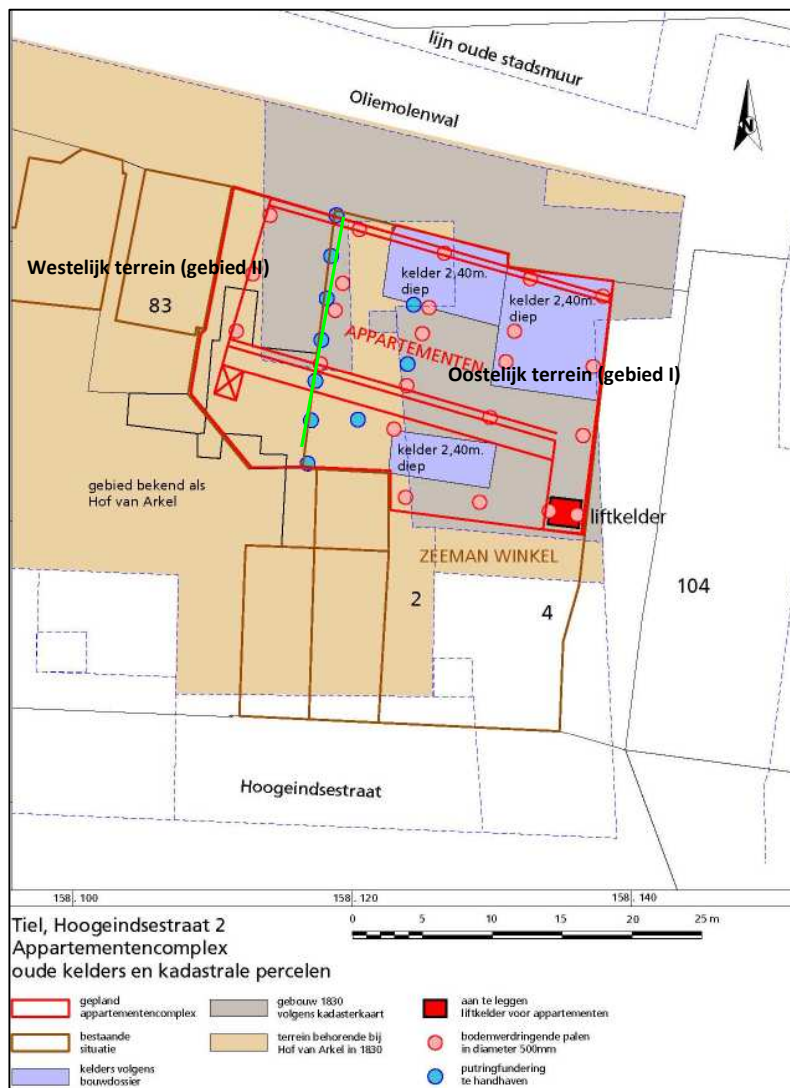 lijn oude stadsmuur
Oliemolenwal
N
Westelijk terrein (gebied II)
83
kelder 2,40m.
diep
kelder 2,40m.
diep
APPARTEMENTEN
Oostelijk terrein (gebied I)
kelder 2,40m.
diep
gebied bekend als
Hof van Arkel
liftkelder
ZEEMAN WINKEL
2
4
104
Hoogeindsestraat
158.100
158.120
158.140
Tiel, Hoogeindsestraat 2
Appartementencomplex
oude kelders en kadastrale percelen
0 5 10 15 20 25 m
gepland
appartementencomplex
gebouw 1830
volgens kadasterkaart
aan te leggen
liftkelder voor appartementen
bestaande
situatie
terrein behorende bij
Hof van Arkel in 1830
bodenverdringende palen
in diameter 500mm
kelders volgens
bouwdossier
putringfundering
te handhaven